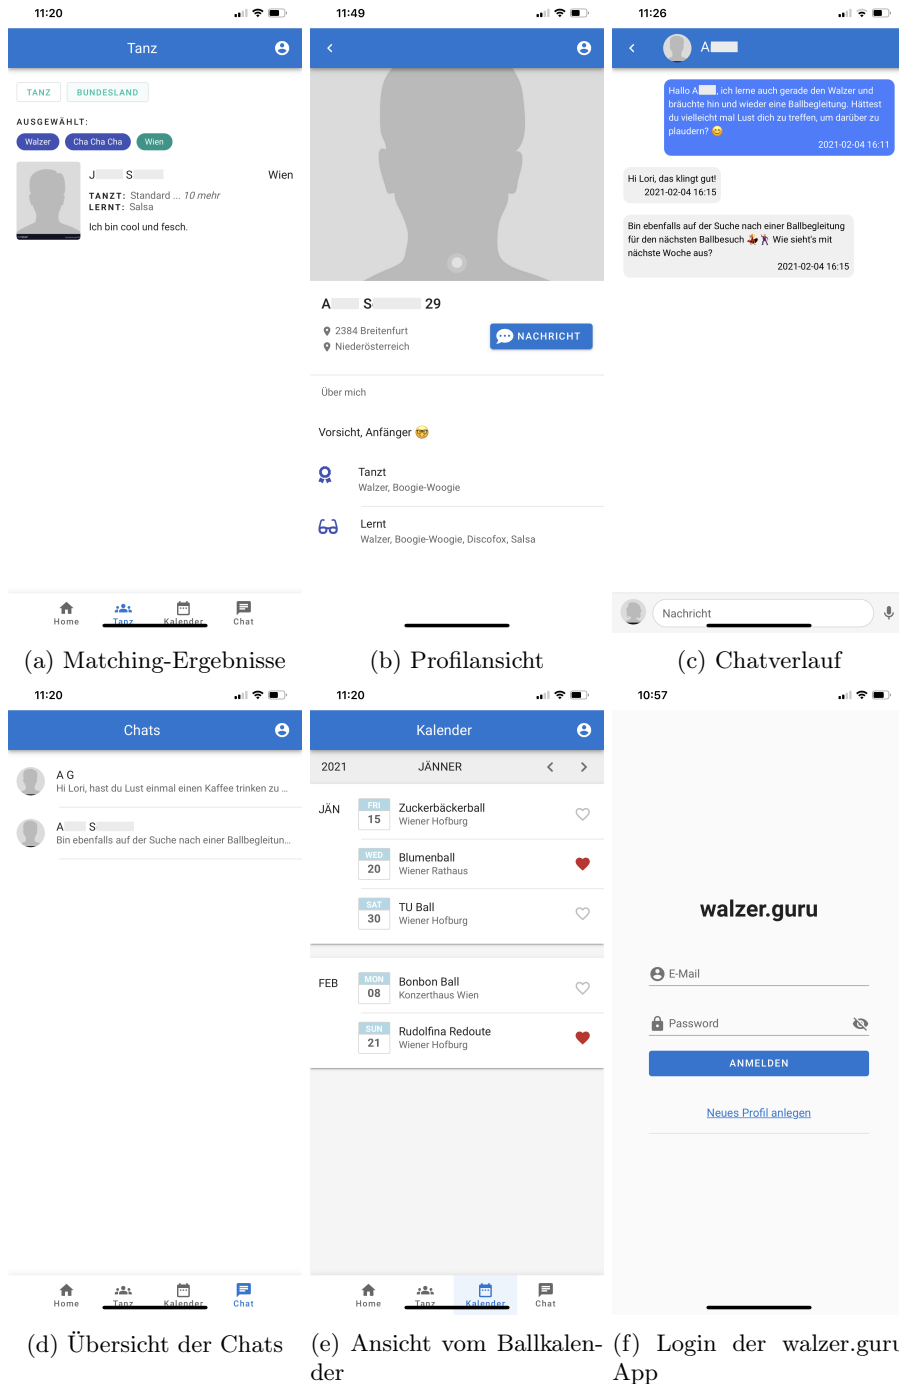 11:20
Tanz
TANZ
BUNDESLAND
AUSGEWÄHLT:
Walzer
Cha Cha Cha
Wien
J S
Wien
TANZT: Standard ... 10 mehr
LERNT: Salsa
Ich bin cool und fesch.
Home
Tanz
Kalender
Chat
(a) Matching-Ergebnisse
11:49
A S 29
2384 Breitenfurt
Niederösterreich
NACHRICHT
Über mich
Vorsicht, Anfänger 🤓
Tanzt
Walzer, Boogie-Woogie
Lernt
Walzer, Boogie-Woogie, Discofox, Salsa
(b) Profilansicht
11:26
A
Hallo A, ich lerne auch gerade den Walzer und
bräuchte hin und wieder eine Ballbegleitung. Hättest
du vielleicht mal Lust dich zu treffen, um darüber zu
plaudern? 😊
2021-02-04 16:11
Hi Lori, das klingt gut!
2021-02-04 16:15
Bin ebenfalls auf der Suche nach einer Ballbegleitung
für den nächsten Ballbesuch 💃🕺 Wie sieht's mit
nächste Woche aus?
2021-02-04 16:15
Nachricht
(c) Chatverlauf
11:20
Chats
A G
Hi Lori, hast du Lust einmal einen Kaffee trinken zu ...
A S
Bin ebenfalls auf der Suche nach einer Ballbegleitun...
Home
Tanz
Kalender
Chat
(d) Übersicht der Chats
11:20
Kalender
2021
JÄNNER
JÄN
FRI
15
Zuckerbäckerball
Wiener Hofburg
WED
20
Blumenball
Wiener Rathaus
SAT
30
TU Ball
Wiener Hofburg
FEB
MON
08
Bonbon Ball
Konzerthaus Wien
SUN
21
Rudolfina Redoute
Wiener Hofburg
Home
Tanz
Kalender
Chat
(e) Ansicht vom Ballkalen-
der
10:57
walzer.guru
E-Mail
Password
ANMELDEN
Neues Profil anlegen
(f) Login der walzer.guru
App